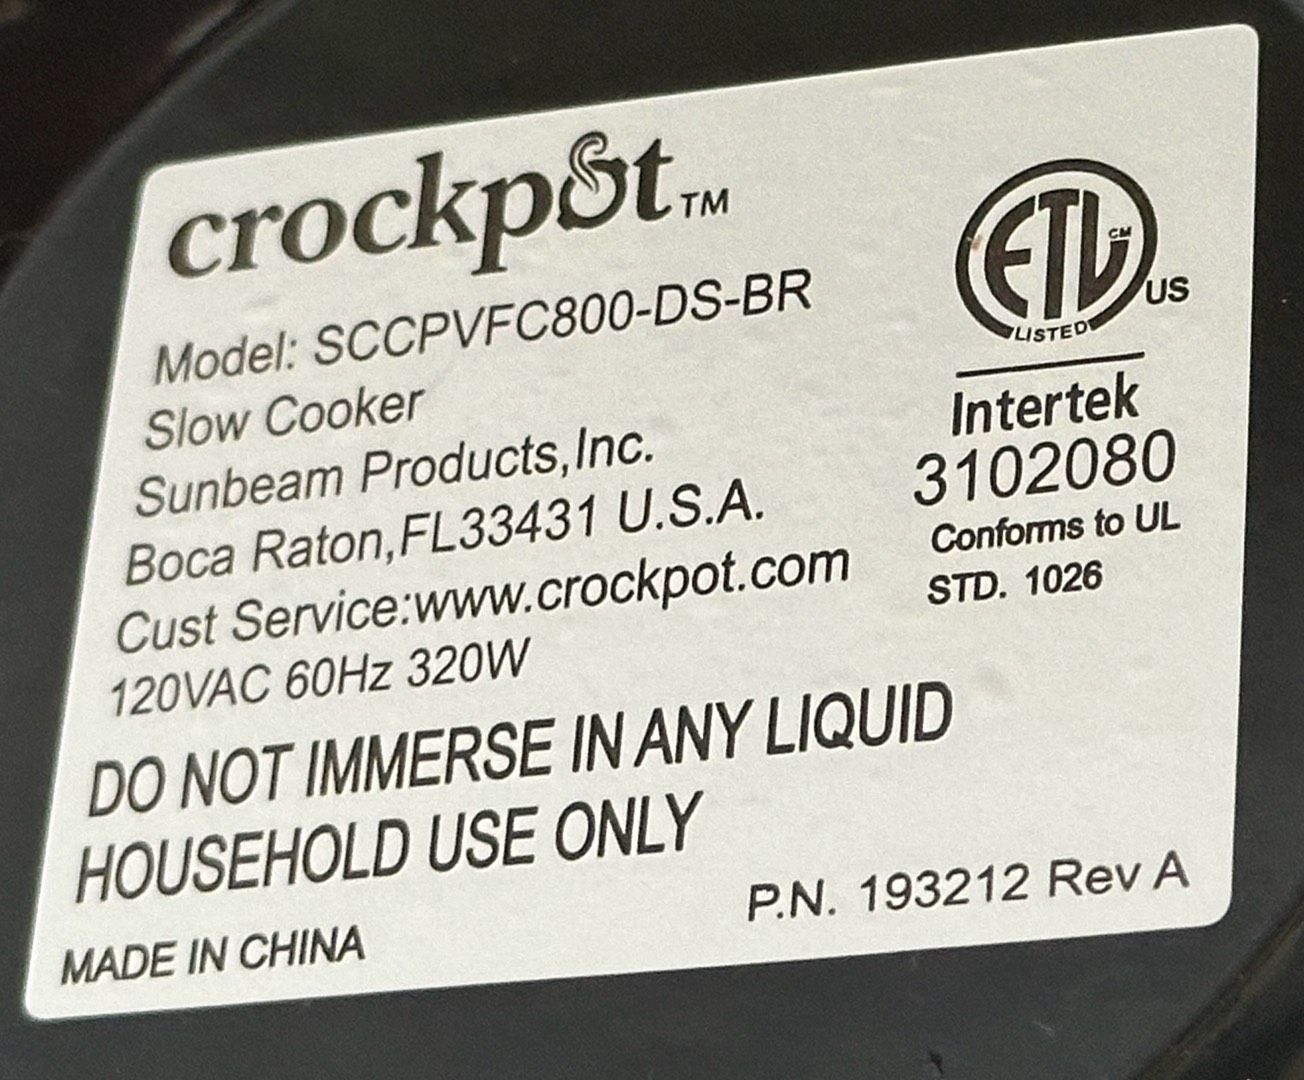 crockpot™
Model: SCCPVFC800-DS-BR
Slow Cooker
Sunbeam Products,Inc.
Boca Raton,FL33431 U.S.A.
Cust Service:www.crockpot.com
120VAC 60Hz 320W
DO NOT IMMERSE IN ANY LIQUID
HOUSEHOLD USE ONLY
MADE IN CHINA
ETL CM
LISTED
US
Intertek
3102080
Conforms to UL
STD. 1026
P.N. 193212 Rev A